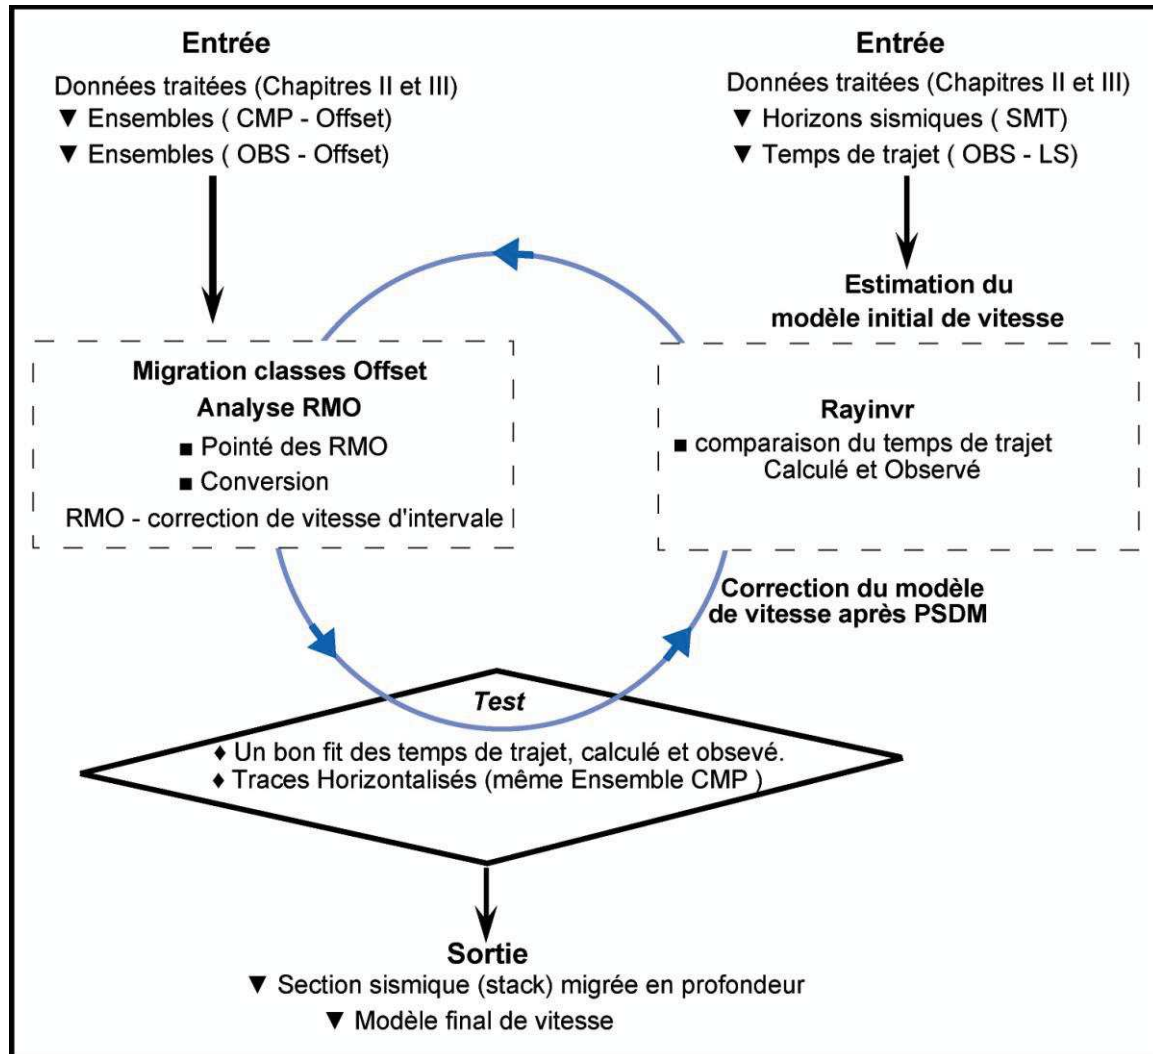 Entrée
Données traitées (Chapitres II et III)
▼ Ensembles ( CMP - Offset)
▼ Ensembles ( OBS - Offset)
Entrée
Données traitées (Chapitres II et III)
▼ Horizons sismiques ( SMT)
▼ Temps de trajet ( OBS - LS)
Estimation du
modèle initial de vitesse
Migration classes Offset
Analyse RMO
■ Pointé des RMO
■ Conversion
RMO - correction de vitesse d'intervale
Rayinvr
■ comparaison du temps de trajet
Calculé et Observé
Correction du modèle
de vitesse après PSDM
Test
♦ Un bon fit des temps de trajet, calculé et obsevé.
♦ Traces Horizontalisés (même Ensemble CMP )
Sortie
▼ Section sismique (stack) migrée en profondeur
▼ Modèle final de vitesse